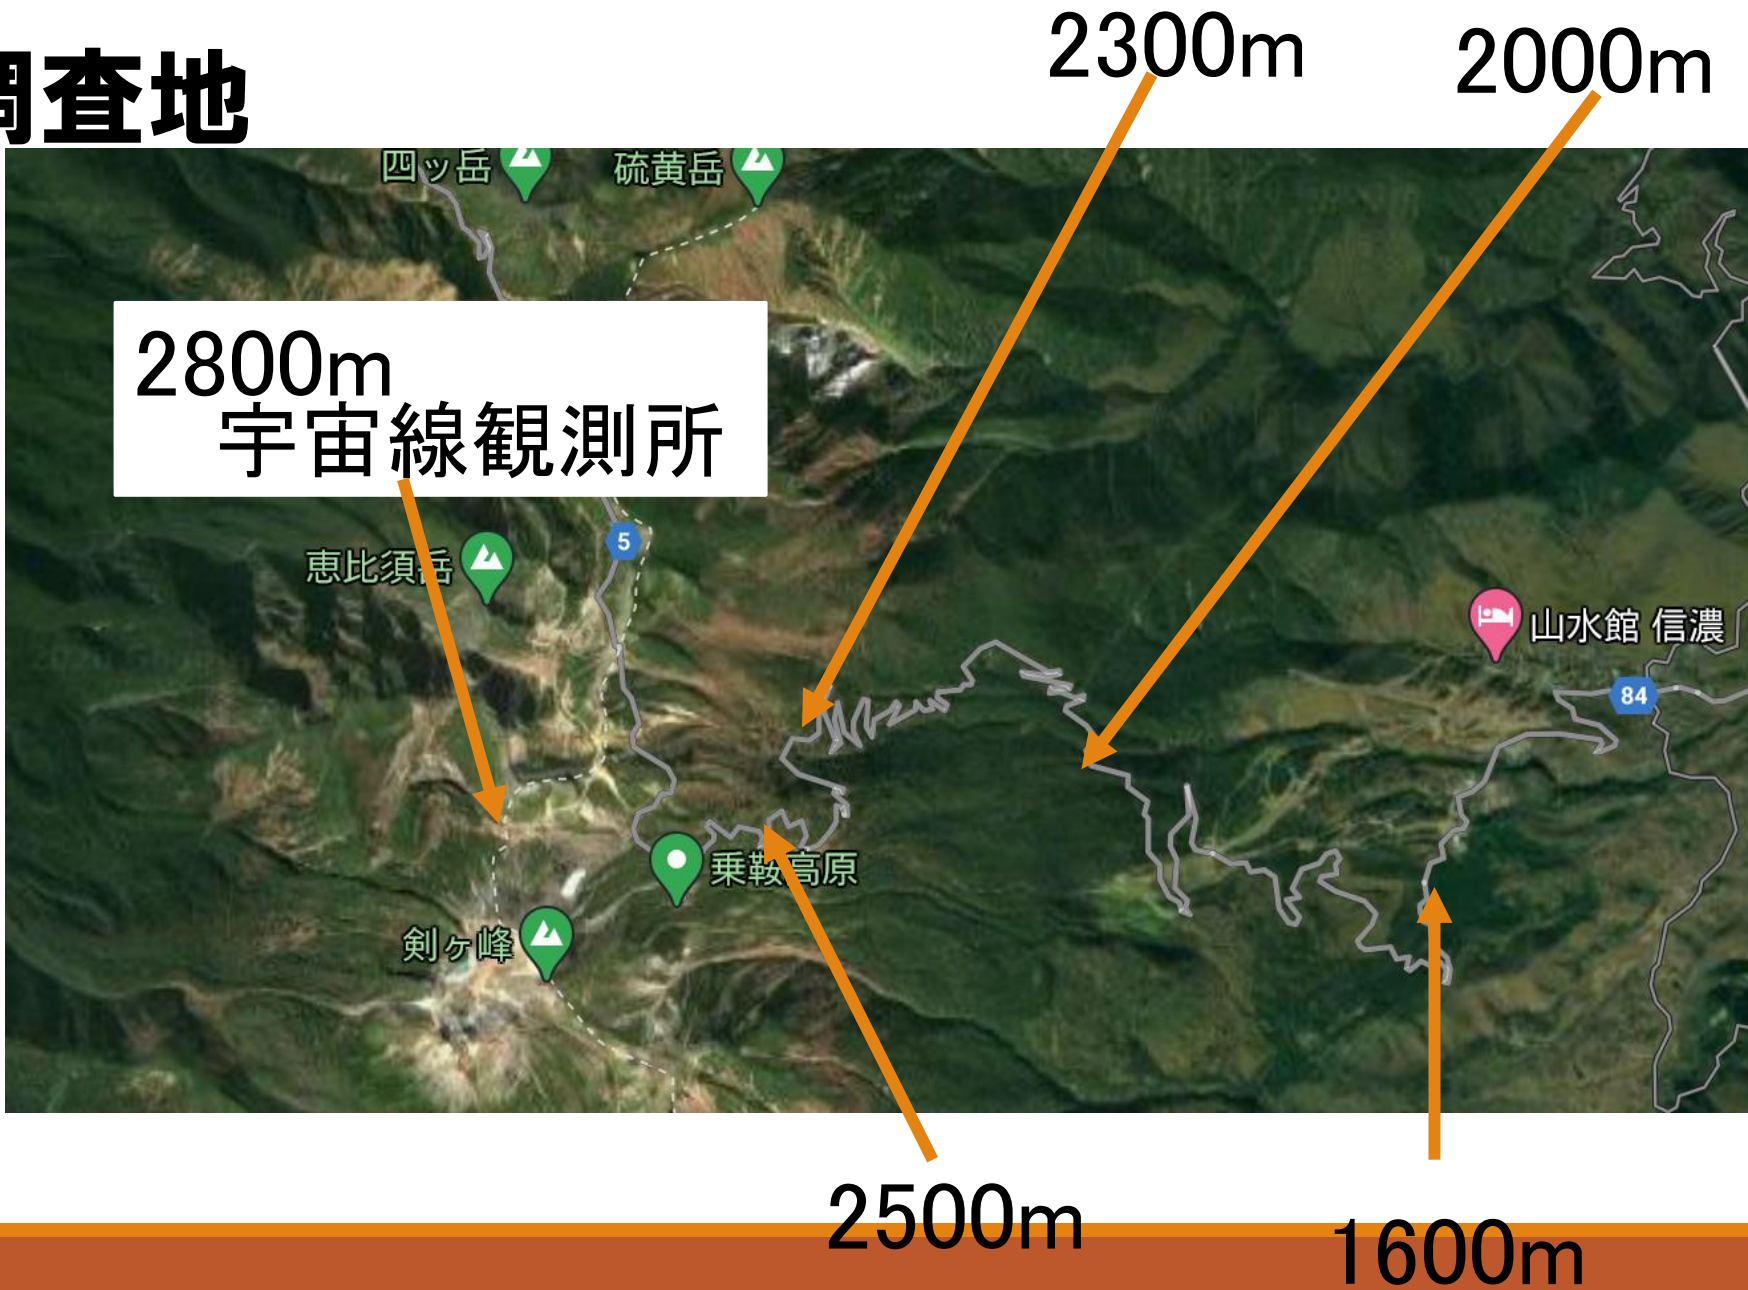 調査地
2300m
2000m
四ッ岳
硫黄岳
2800m
宇宙線観測所
5
恵比須岳
山水館 信濃
84
乗鞍高原
剣ヶ峰
2500m
1600m